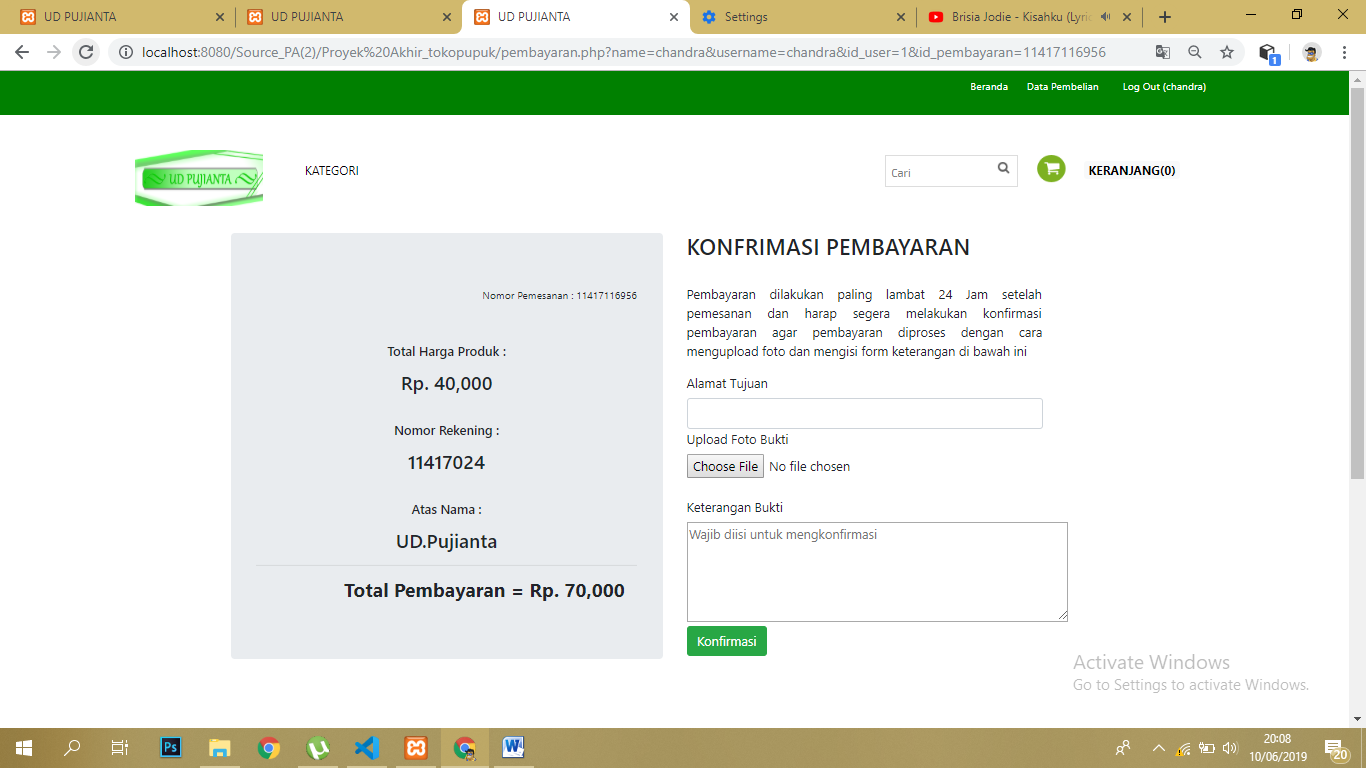 UD PUJIANTA
UD PUJIANTA
UD PUJIANTA
Settings
Brisia Jodie - Kisahku (Lyric
localhost:8080/Source_PA(2)/Proyek%20Akhir_tokopupuk/pembayaran.php?name=chandra&username=chandra&id_user=1&id_pembayaran=11417116956
1
Beranda Data Pembelian Log Out (chandra)
UD PUJIANTA
KATEGORI
Cari
KERANJANG(0)
Nomor Pemesanan : 11417116956
Total Harga Produk :
Rp. 40,000
Nomor Rekening :
11417024
Atas Nama :
UD.Pujianta
Total Pembayaran = Rp. 70,000
KONFRIMASI PEMBAYARAN
Pembayaran dilakukan paling lambat 24 Jam setelah
pemesanan dan harap segera melakukan konfirmasi
pembayaran agar pembayaran diproses dengan cara
mengupload foto dan mengisi form keterangan di bawah ini
Alamat Tujuan
Upload Foto Bukti
Choose File No file chosen
Keterangan Bukti
Wajib diisi untuk mengkonfirmasi
Konfirmasi
Activate Windows
Go to Settings to activate Windows.
Ps
20:08
10/06/2019
20